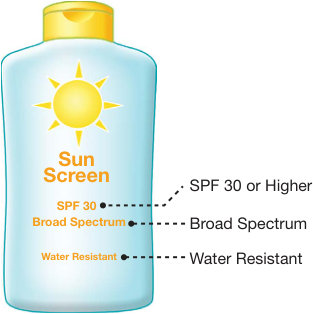 Sun
Screen
SPF 30
Broad Spectrum
Water Resistant
SPF 30 or Higher
Broad Spectrum
Water Resistant